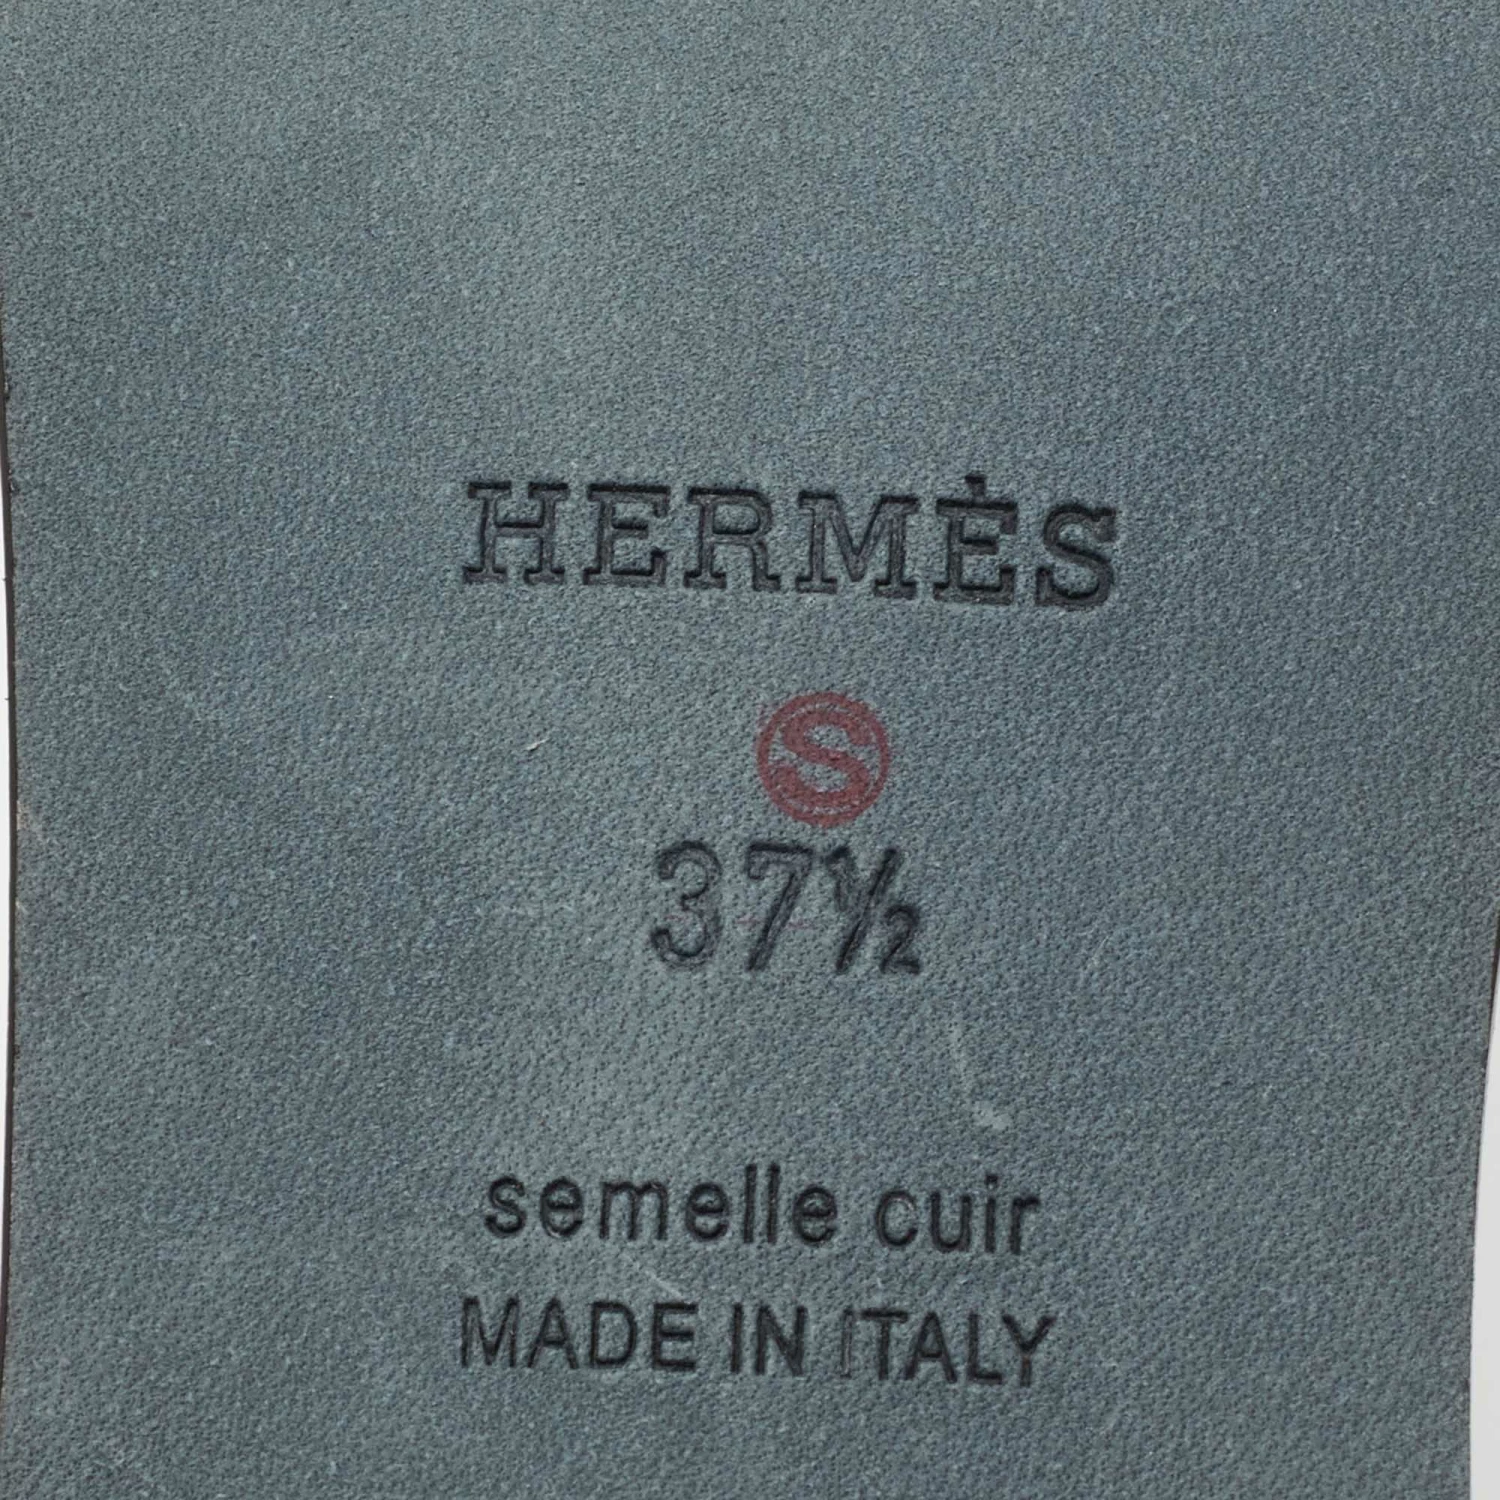 HERMÈS
S
37½
semelle cuir
MADE IN ITALY